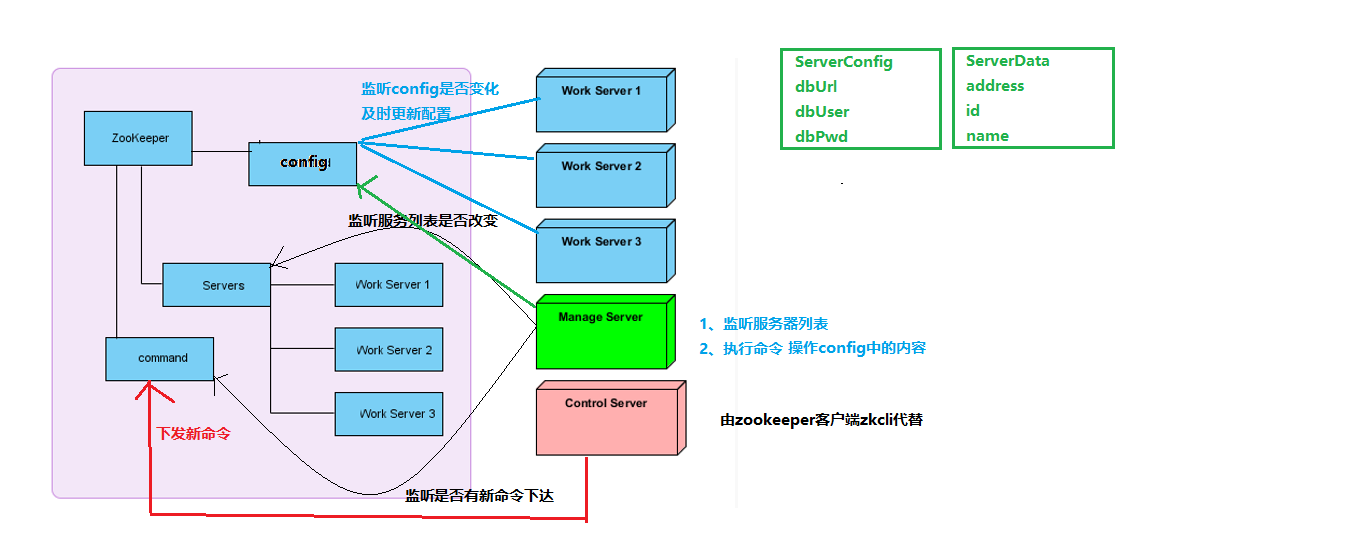 监听config是否变化
及时更新配置
ZooKeeper
config
监听服务列表是否改变
Servers
Work Server 1
Work Server 2
Work Server 3
command
下发新命令
监听是否有新命令下达
Work Server 1
Work Server 2
Work Server 3
Manage Server
1、监听服务器列表
2、执行命令 操作config中的内容
Control Server
由zookeeper客户端zkcli代替
ServerConfig
dbUrl
dbUser
dbPwd
ServerData
address
id
name